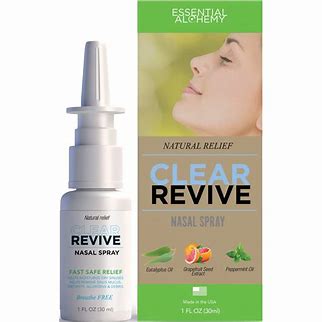 ESSENTIAL
ALCHEMY
NATURAL RELIEF
CLEAR
REVIVE
NASAL SPRAY
Eucalyptus Oil
Grapefruit Seed
Extract
Peppermint Oil
Made in the USA
1 FL OZ (30ml)
Natural relief
CLEAR
REVIVE
NASAL SPRAY
FAST SAFE RELIEF
Breathe FREE
1 FL OZ (30ml)